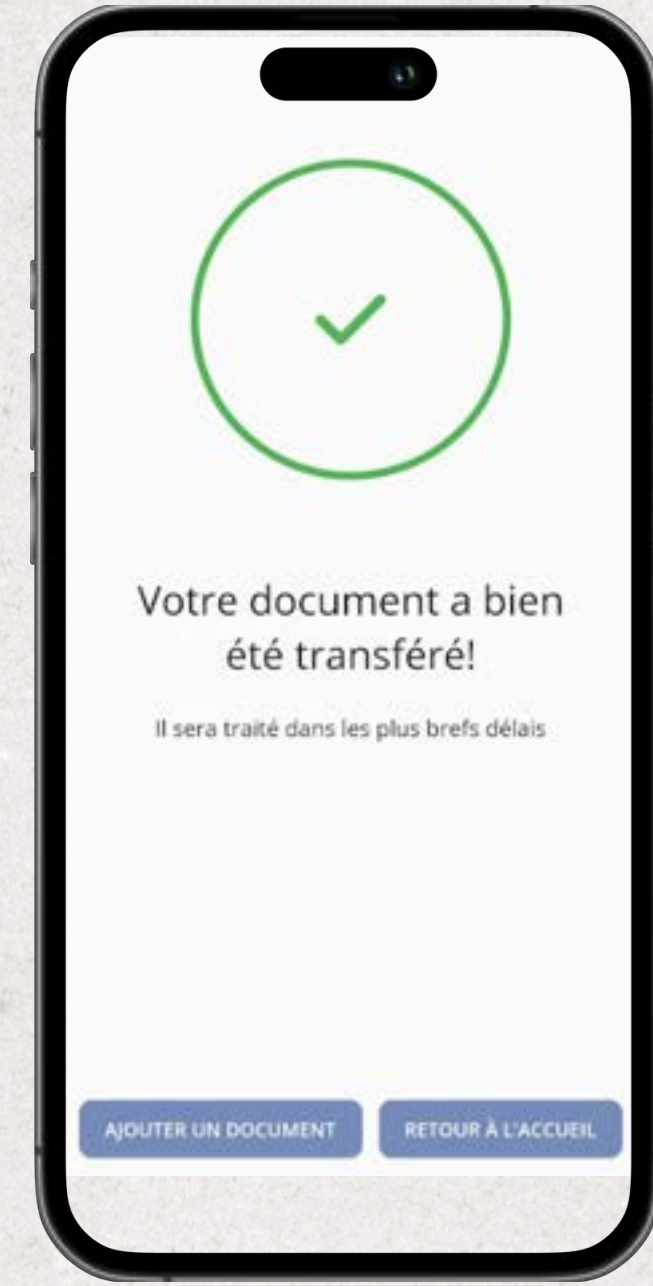 Votre document a bien
été transféré!
Il sera traité dans les plus brefs délais
AJOUTER UN DOCUMENT
RETOUR À L'ACCUEIL